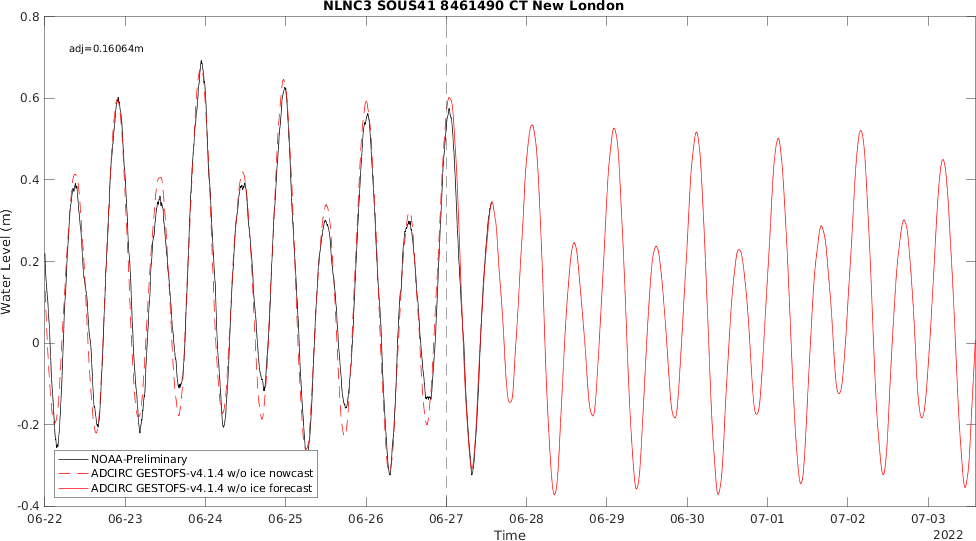 NLNC3 SOUS41 8461490 CT New London
adj=0.16064m
Water Level (m)
0.8
0.6
0.4
0.2
0
-0.2
-0.4
NOAA-Preliminary
ADCIRC GESTOFS-v4.1.4 w/o ice nowcast
ADCIRC GESTOFS-v4.1.4 w/o ice forecast
06-22 06-23 06-24 06-25 06-26 06-27 06-28 06-29 06-30 07-01 07-02 07-03
Time
2022